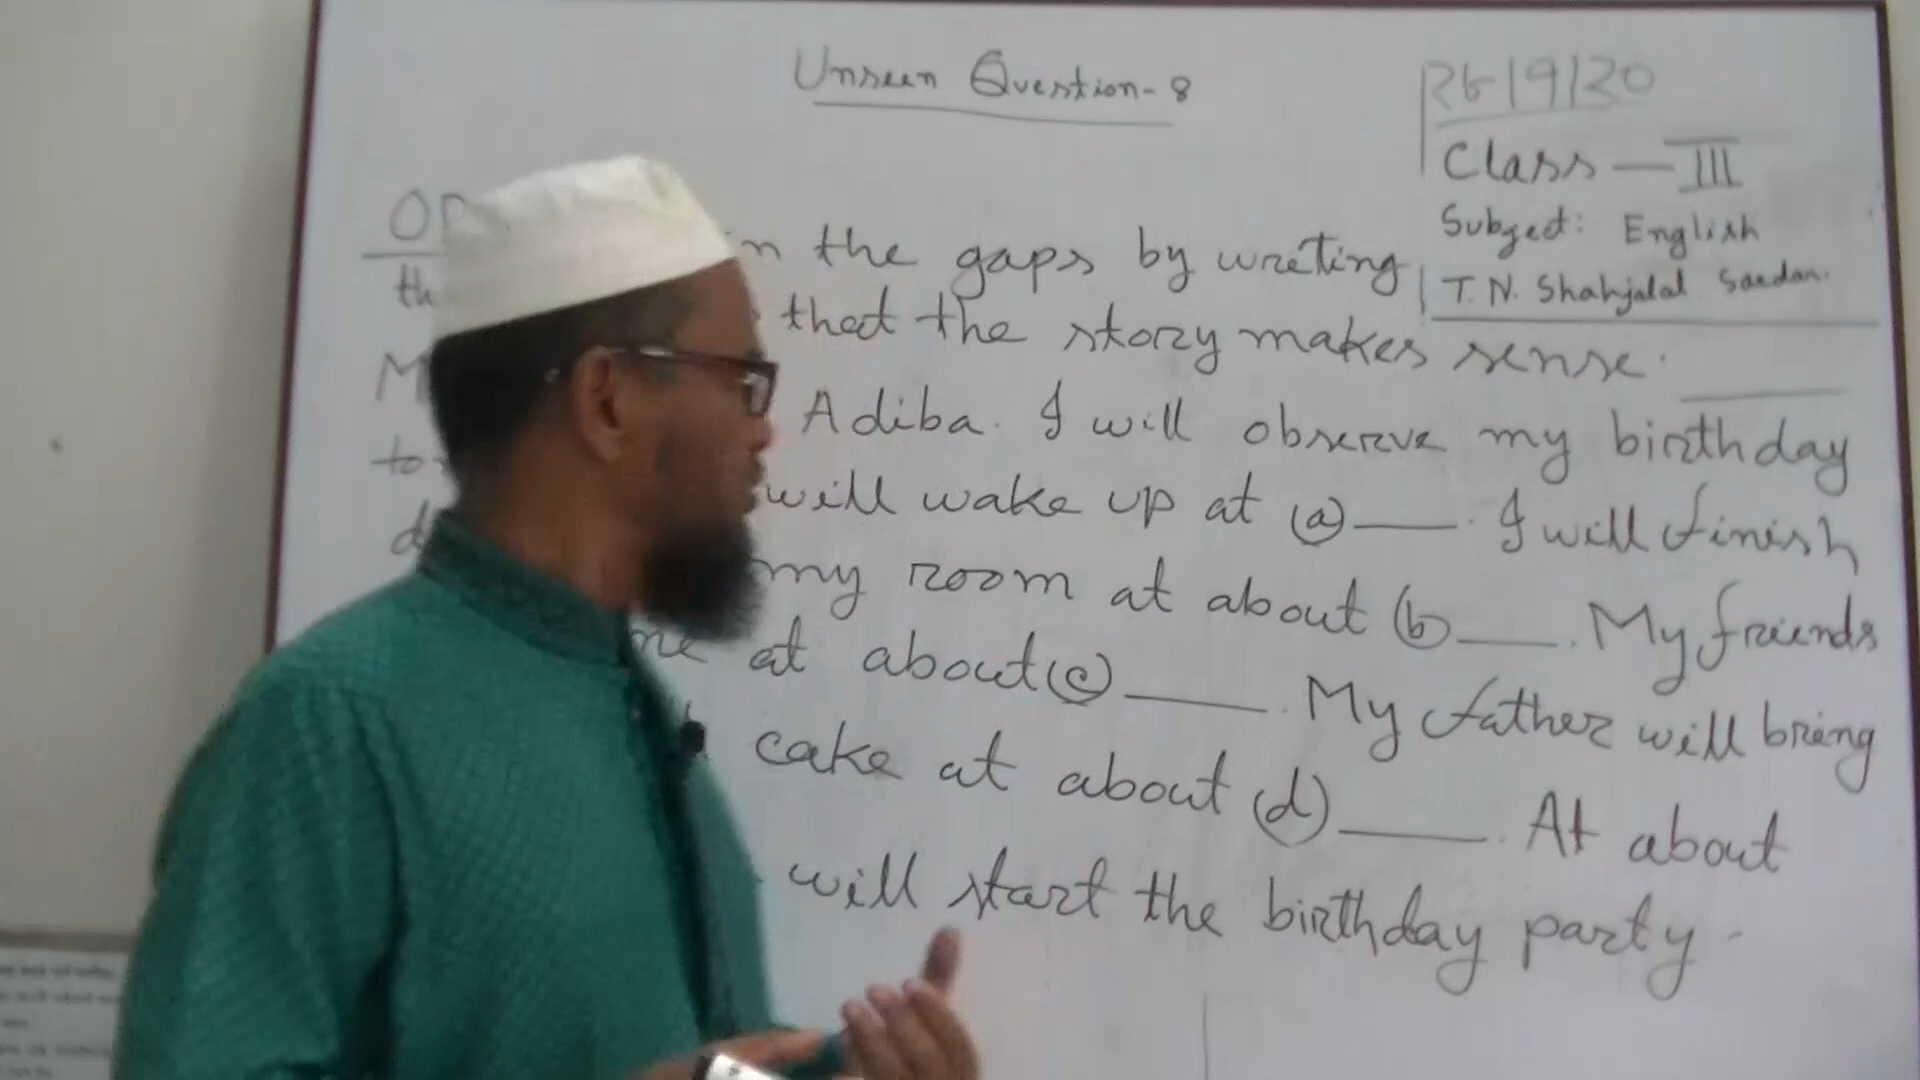 Unseen Question-8
26/9/20
Class — III
Subject: English
T. N. Shahjalal Sardar.
in the gaps by writing
that the story makes sense.
Adiba. I will observe my birthday
will wake up at (a) ____. I will finish
my room at about (b) ____. My friends
at about (c) ____. My father will bring
cake at about (d) ____. At about
will start the birthday party.